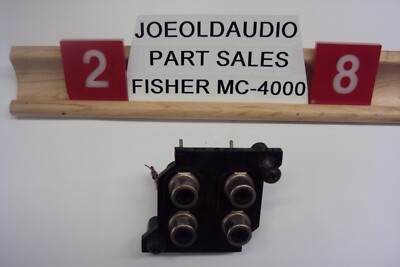 JOEOLDAUDIO
PART SALES
FISHER MC-4000
2
8